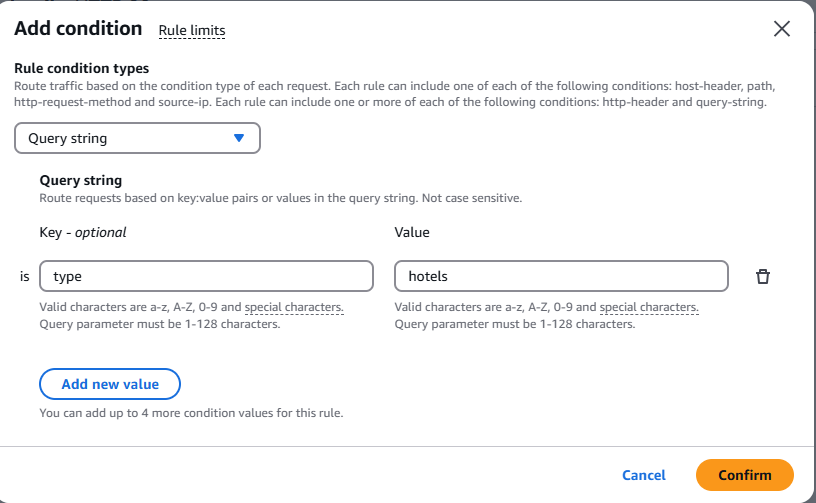 Add condition Rule limits
Rule condition types
Route traffic based on the condition type of each request. Each rule can include one of each of the following conditions: host-header, path,
http-request-method and source-ip. Each rule can include one or more of each of the following conditions: http-header and query-string.
Query string
Query string
Route requests based on key:value pairs or values in the query string. Not case sensitive.
Key - optional Value
is type hotels
Valid characters are a-z, A-Z, 0-9 and special characters. Valid characters are a-z, A-Z, 0-9 and special characters.
Query parameter must be 1-128 characters. Query parameter must be 1-128 characters.
Add new value
You can add up to 4 more condition values for this rule.
Cancel Confirm